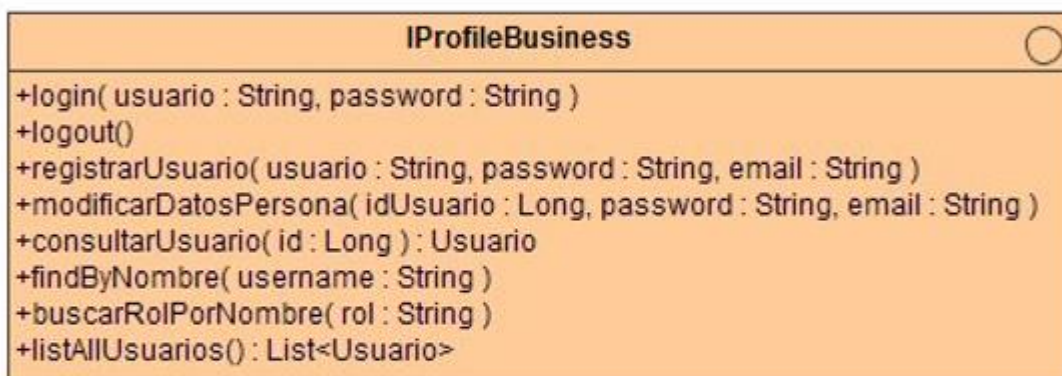 IProfileBusiness
+login( usuario : String, password : String )
+logout()
+registrarUsuario( usuario : String, password : String, email : String )
+modificarDatosPersona( idUsuario : Long, password : String, email : String )
+consultarUsuario( id : Long ) : Usuario
+findByNombre( username : String )
+buscarRolPorNombre( rol : String )
+listAllUsuarios() : List<Usuario>